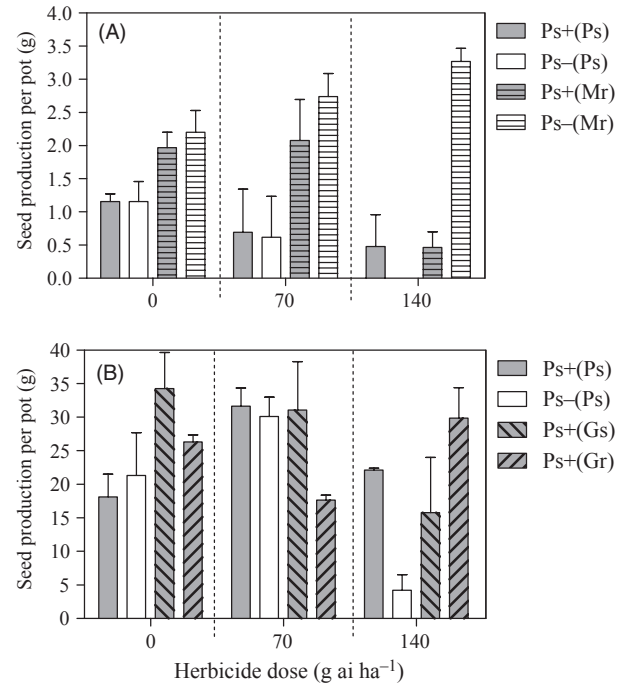 (A)
Seed production per pot (g)
4.0
3.5
3.0
2.5
2.0
1.5
1.0
0.5
0.0
0 70 140
Ps+(Ps)
Ps–(Ps)
Ps+(Mr)
Ps–(Mr)
(B)
Seed production per pot (g)
40
35
30
25
20
15
10
5
0
0 70 140
Herbicide dose (g ai ha⁻¹)
Ps+(Ps)
Ps–(Ps)
Ps+(Gs)
Ps+(Gr)